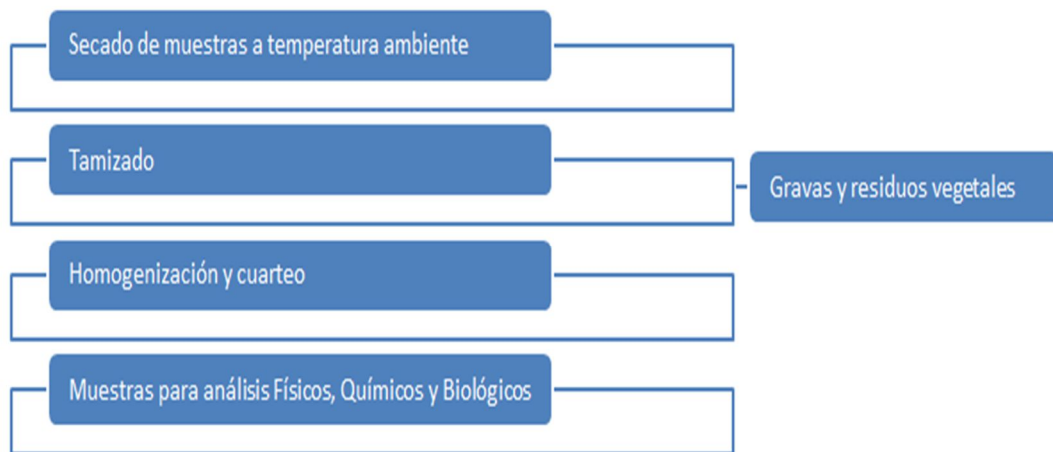 Secado de muestras a temperatura ambiente
Tamizado
Gravas y residuos vegetales
Homogenización y cuarteo
Muestras para análisis Físicos, Químicos y Biológicos